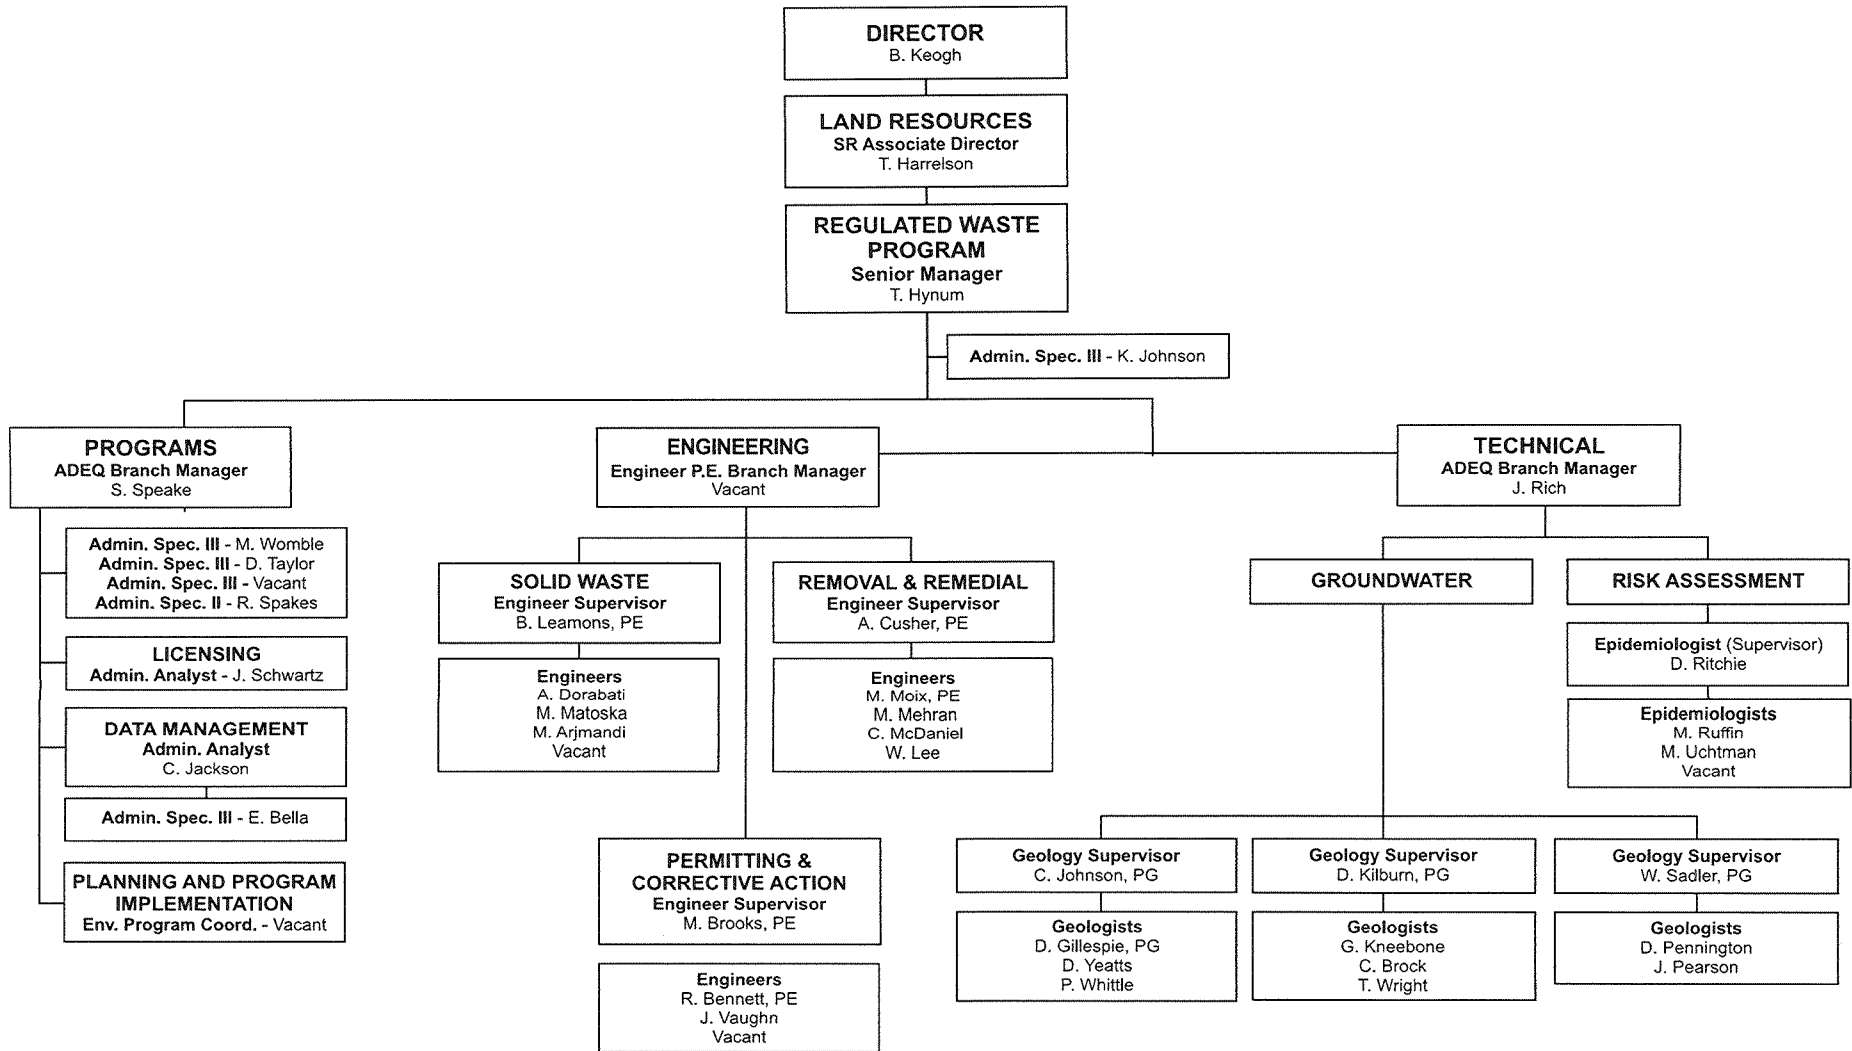 DIRECTOR
B. Keogh
LAND RESOURCES
SR Associate Director
T. Harrelson
REGULATED WASTE
PROGRAM
Senior Manager
T. Hynum
Admin. Spec. III - K. Johnson
PROGRAMS
ADEQ Branch Manager
S. Speake
Admin. Spec. III - M. Womble
Admin. Spec. III - D. Taylor
Admin. Spec. III - Vacant
Admin. Spec. II - R. Spakes
LICENSING
Admin. Analyst - J. Schwartz
DATA MANAGEMENT
Admin. Analyst
C. Jackson
Admin. Spec. III - E. Bella
PLANNING AND PROGRAM
IMPLEMENTATION
Env. Program Coord. - Vacant
ENGINEERING
Engineer P.E. Branch Manager
Vacant
SOLID WASTE
Engineer Supervisor
B. Leamons, PE
Engineers
A. Dorabati
M. Matoska
M. Arjmandi
Vacant
REMOVAL & REMEDIAL
Engineer Supervisor
A. Cusher, PE
Engineers
M. Moix, PE
M. Mehran
C. McDaniel
W. Lee
PERMITTING &
CORRECTIVE ACTION
Engineer Supervisor
M. Brooks, PE
Engineers
R. Bennett, PE
J. Vaughn
Vacant
TECHNICAL
ADEQ Branch Manager
J. Rich
GROUNDWATER
Geology Supervisor
C. Johnson, PG
Geologists
D. Gillespie, PG
D. Yeatts
P. Whittle
Geology Supervisor
D. Kilburn, PG
Geologists
G. Kneebone
C. Brock
T. Wright
Geology Supervisor
W. Sadler, PG
Geologists
D. Pennington
J. Pearson
RISK ASSESSMENT
Epidemiologist (Supervisor)
D. Ritchie
Epidemiologists
M. Ruffin
M. Uchtman
Vacant